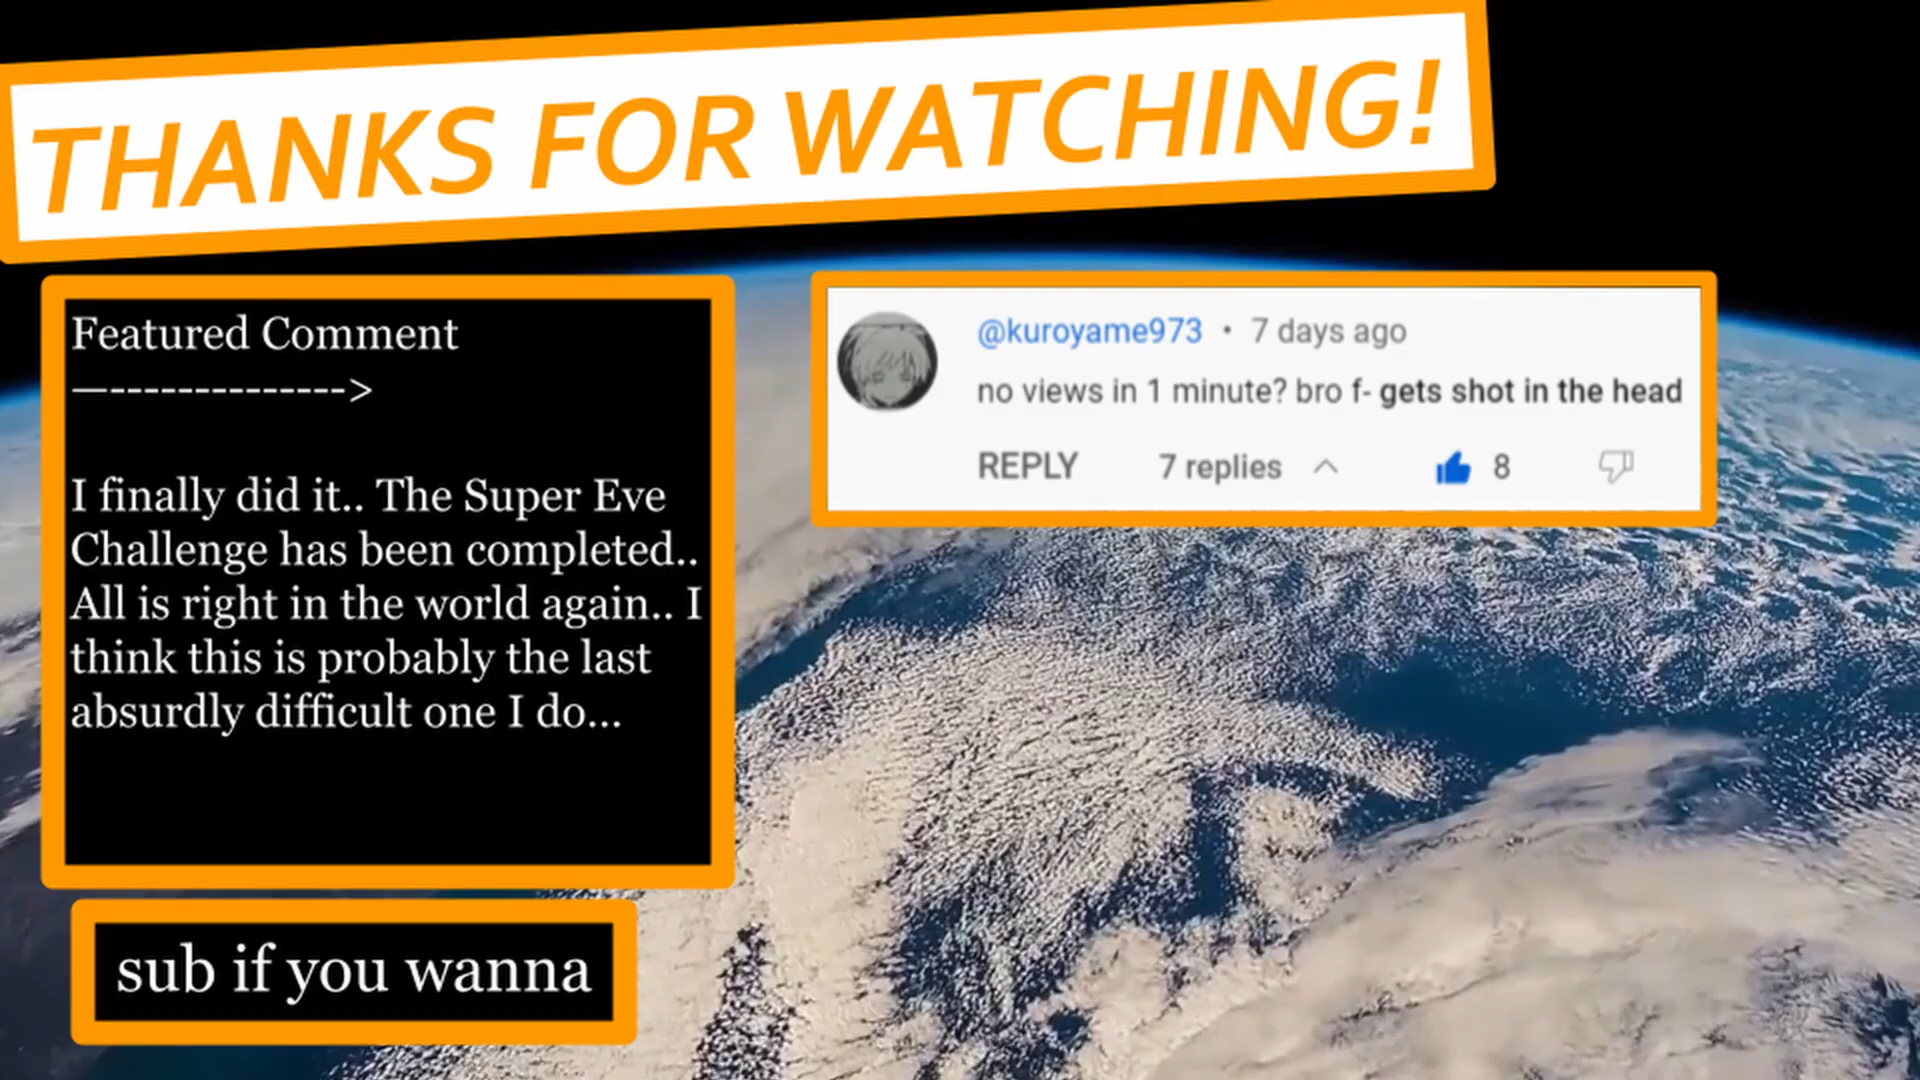 THANKS FOR WATCHING!
Featured Comment
—-------------->
I finally did it.. The Super Eve
Challenge has been completed..
All is right in the world again.. I
think this is probably the last
absurdly difficult one I do...
sub if you wanna
@kuroyame973 • 7 days ago
no views in 1 minute? bro f- gets shot in the head
REPLY 7 replies 8